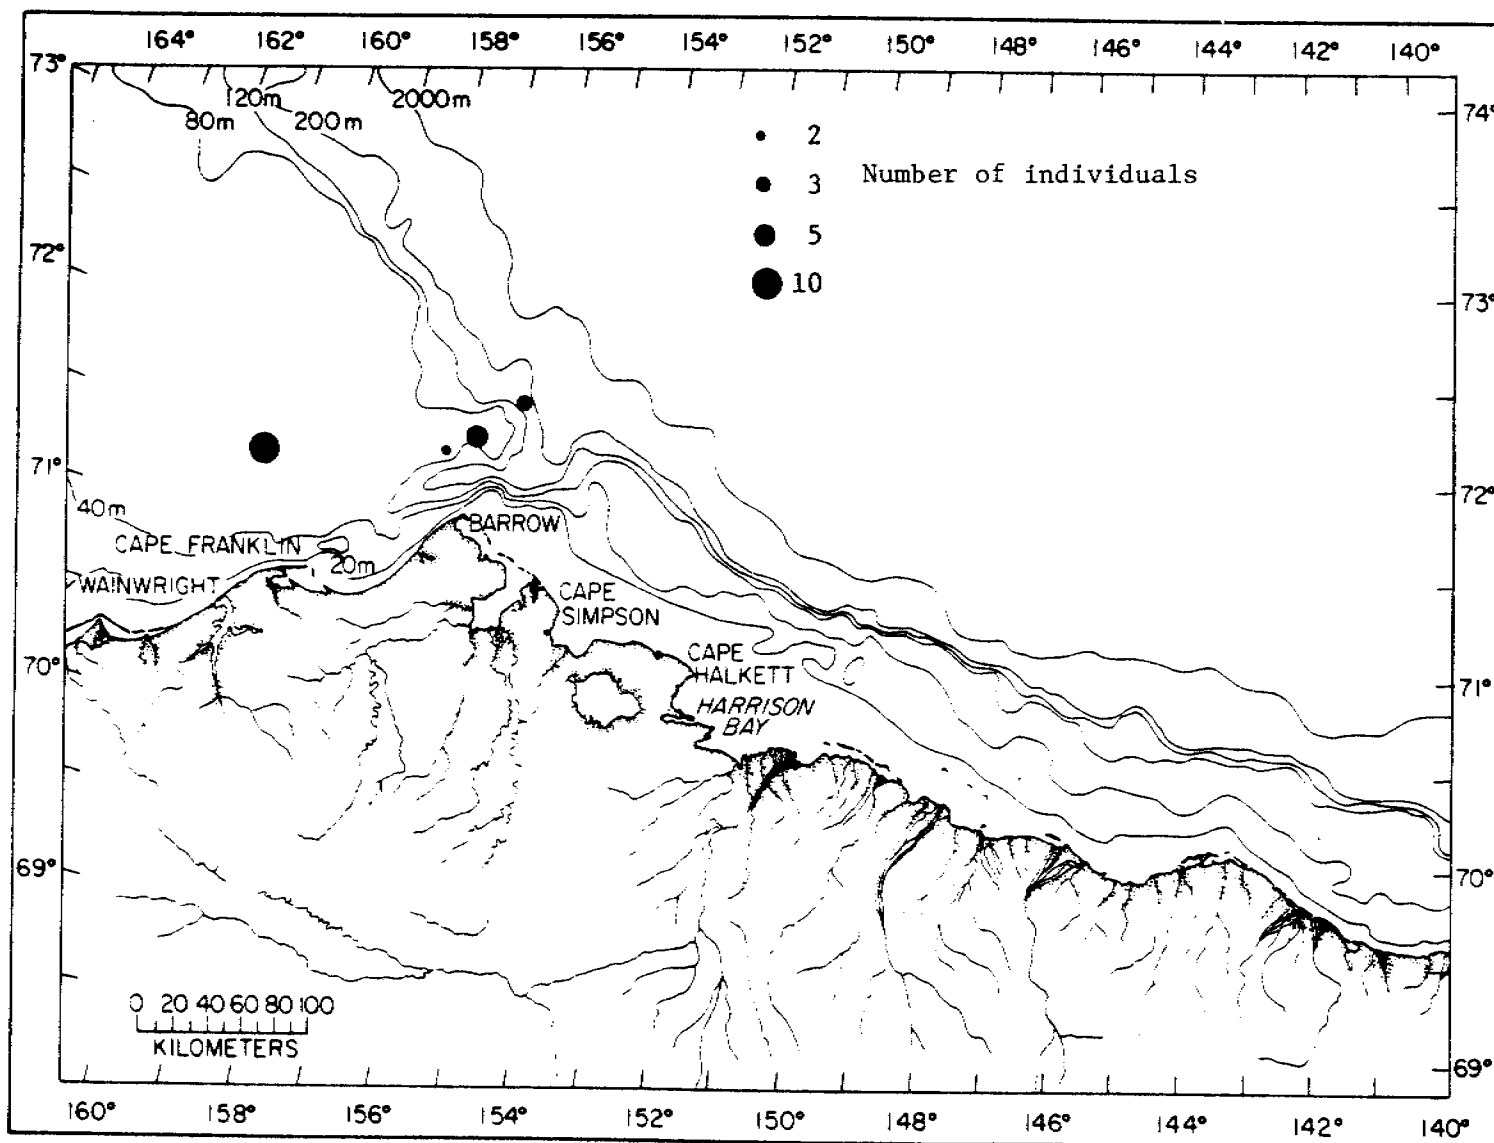 164° 162° 160° 158° 156° 154° 152° 150° 148° 146° 144° 142° 140°
73°
120m
2000m
80m
200m
74°
2
Number of individuals
3
5
10
72°
73°
71°
72°
40m
BARROW
CAPE FRANKLIN
20m
WAINWRIGHT
CAPE
SIMPSON
70°
CAPE
HALKETT
71°
HARRISON
BAY
69°
70°
0 20 40 60 80 100
KILOMETERS
69°
160° 158° 156° 154° 152° 150° 148° 146° 144° 142° 140°